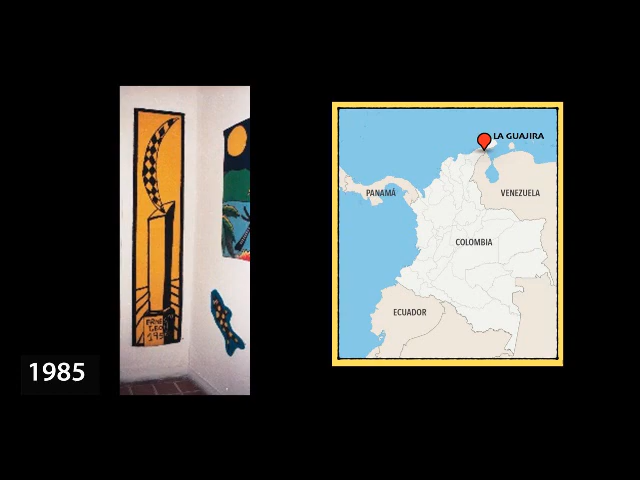 1985
LA GUAJIRA
PANAMÁ
VENEZUELA
COLOMBIA
ECUADOR